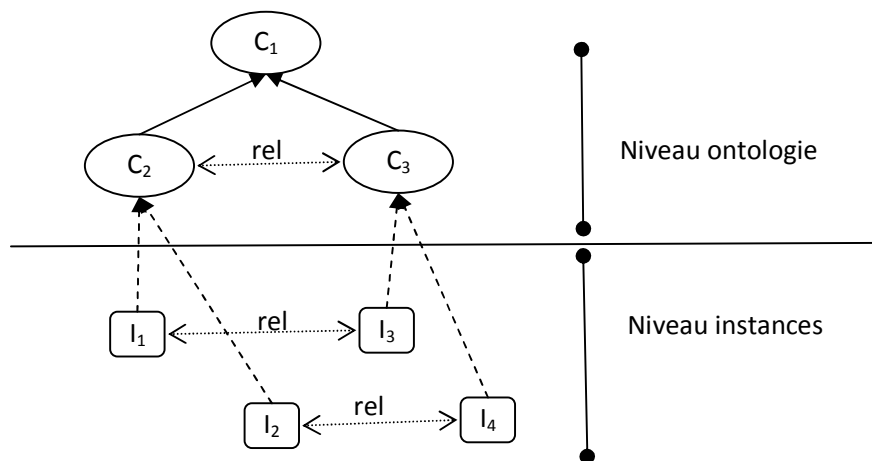 C₁
C₂
rel
C₃
Niveau ontologie
I₁
rel
I₃
Niveau instances
I₂
rel
I₄